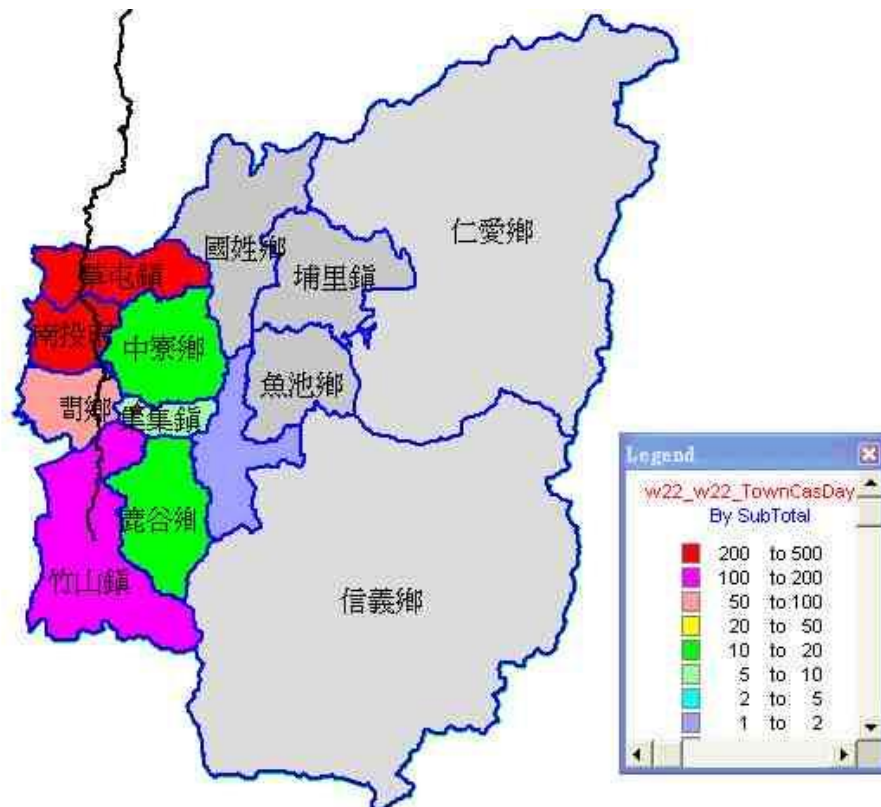 仁愛鄉
國姓鄉
埔里鎮
草屯鎮
南投市
中寮鄉
魚池鄉
間鄉
集集鎮
鹿谷鄉
竹山鎮
信義鄉
Legend
w22_w22_TownCasDay
By SubTotal
200 to 500
100 to 200
50 to 100
20 to 50
10 to 20
5 to 10
2 to 5
1 to 2